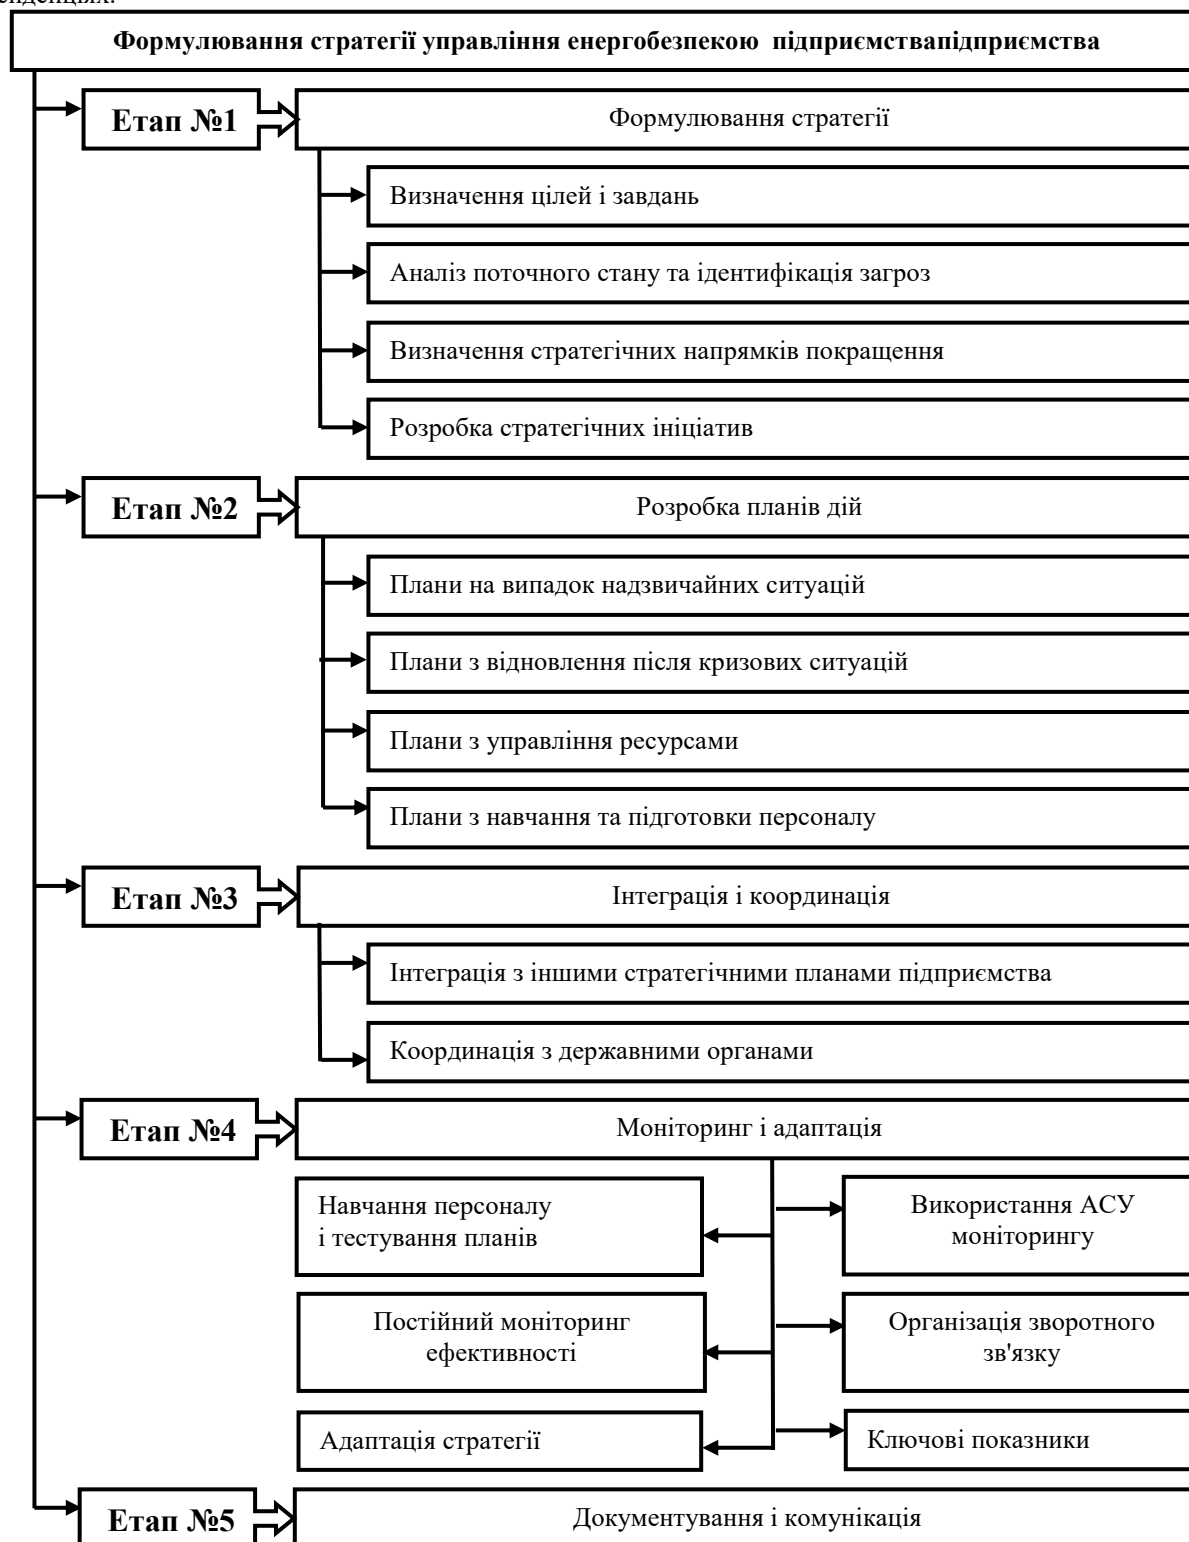 Формулювання стратегії управління енергобезпекою підприємствапідприємства
Етап №1
Формулювання стратегії
Визначення цілей і завдань
Аналіз поточного стану та ідентифікація загроз
Визначення стратегічних напрямків покращення
Розробка стратегічних ініціатив
Етап №2
Розробка планів дій
Плани на випадок надзвичайних ситуацій
Плани з відновлення після кризових ситуацій
Плани з управління ресурсами
Плани з навчання та підготовки персоналу
Етап №3
Інтеграція і координація
Інтеграція з іншими стратегічними планами підприємства
Координація з державними органами
Етап №4
Моніторинг і адаптація
Навчання персоналу
і тестування планів
Використання АСУ
моніторингу
Постійний моніторинг
ефективності
Організація зворотного
зв'язку
Адаптація стратегії
Ключові показники
Етап №5
Документування і комунікація